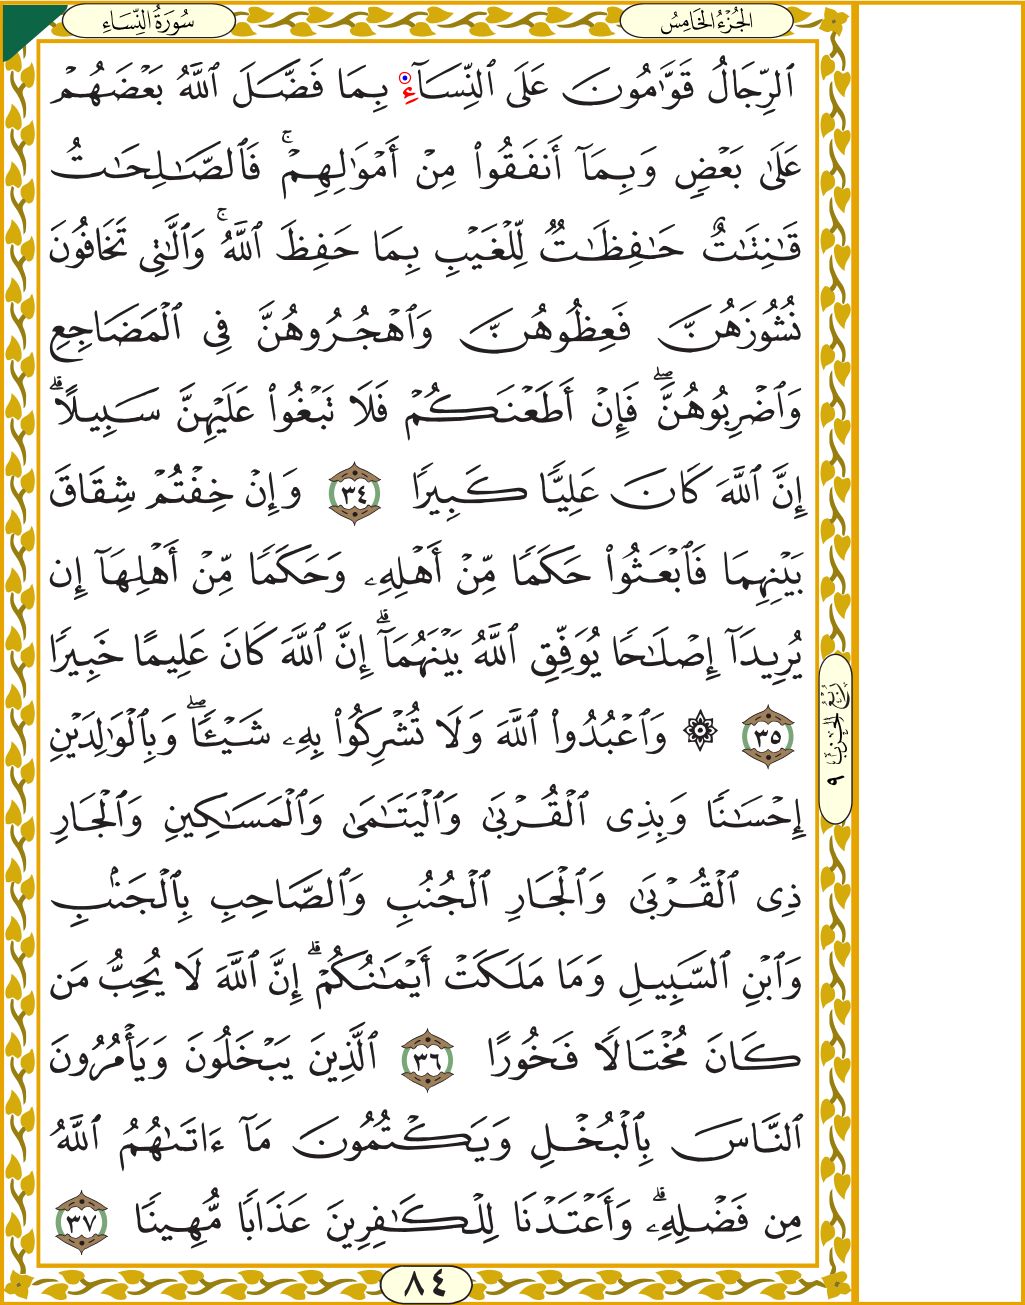 الجُزْءُ الخَامِسُ
سُورَةُ النِّسَاءِ
ٱلرِّجَالُ قَوَّٰمُونَ عَلَى ٱلنِّسَآءِ بِمَا فَضَّلَ ٱللَّهُ بَعْضَهُمْ
عَلَىٰ بَعْضٍ وَبِمَآ أَنفَقُوا۟ مِنْ أَمْوَٰلِهِمْ ۚ فَٱلصَّـٰلِحَـٰتُ
قَـٰنِتَـٰتٌ حَـٰفِظَـٰتٌ لِّلْغَيْبِ بِمَا حَفِظَ ٱللَّهُ ۚ وَٱلَّـٰتِى تَخَافُونَ
نُشُوزَهُنَّ فَعِظُوهُنَّ وَٱهْجُرُوهُنَّ فِى ٱلْمَضَاجِعِ
وَٱضْرِبُوهُنَّ ۖ فَإِنْ أَطَعْنَكُمْ فَلَا تَبْغُوا۟ عَلَيْهِنَّ سَبِيلًا ۗ
إِنَّ ٱللَّهَ كَانَ عَلِيًّا كَبِيرًا ٣٤ وَإِنْ خِفْتُمْ شِقَاقَ
بَيْنِهِمَا فَٱبْعَثُوا۟ حَكَمًا مِّنْ أَهْلِهِۦ وَحَكَمًا مِّنْ أَهْلِهَآ إِن
يُرِيدَآ إِصْلَـٰحًا يُوَفِّقِ ٱللَّهُ بَيْنَهُمَآ ۗ إِنَّ ٱللَّهَ كَانَ عَلِيمًا خَبِيرًا
٣٥ ۞ وَٱعْبُدُوا۟ ٱللَّهَ وَلَا تُشْرِكُوا۟ بِهِۦ شَيْـًٔا ۖ وَبِٱلْوَٰلِدَيْنِ
إِحْسَـٰنًا وَبِذِى ٱلْقُرْبَىٰ وَٱلْيَتَـٰمَىٰ وَٱلْمَسَـٰكِينِ وَٱلْجَارِ
ذِى ٱلْقُرْبَىٰ وَٱلْجَارِ ٱلْجُنُبِ وَٱلصَّاحِبِ بِٱلْجَنۢبِ
وَٱبْنِ ٱلسَّبِيلِ وَمَا مَلَكَتْ أَيْمَـٰنُكُمْ ۗ إِنَّ ٱللَّهَ لَا يُحِبُّ مَن
كَانَ مُخْتَالًا فَخُورًا ٣٦ ٱلَّذِينَ يَبْخَلُونَ وَيَأْمُرُونَ
ٱلنَّاسَ بِٱلْبُخْلِ وَيَكْتُمُونَ مَآ ءَاتَىٰهُمُ ٱللَّهُ
مِن فَضْلِهِۦ ۗ وَأَعْتَدْنَا لِلْكَـٰفِرِينَ عَذَابًا مُّهِينًا ٣٧
رُبْعُ الحِزْبِ ٩
٨٤